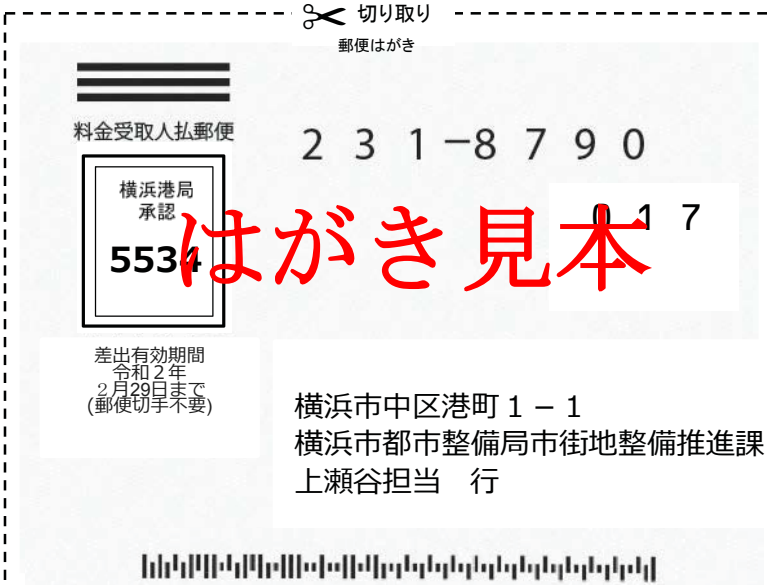 切り取り
郵便はがき
料金受取人払郵便
231-8790
017
横浜港局
承認
5534
はがき見本
差出有効期間
令和2年
2月29日まで
(郵便切手不要)
横浜市中区港町1-1
横浜市都市整備局市街地整備推進課
上瀬谷担当 行